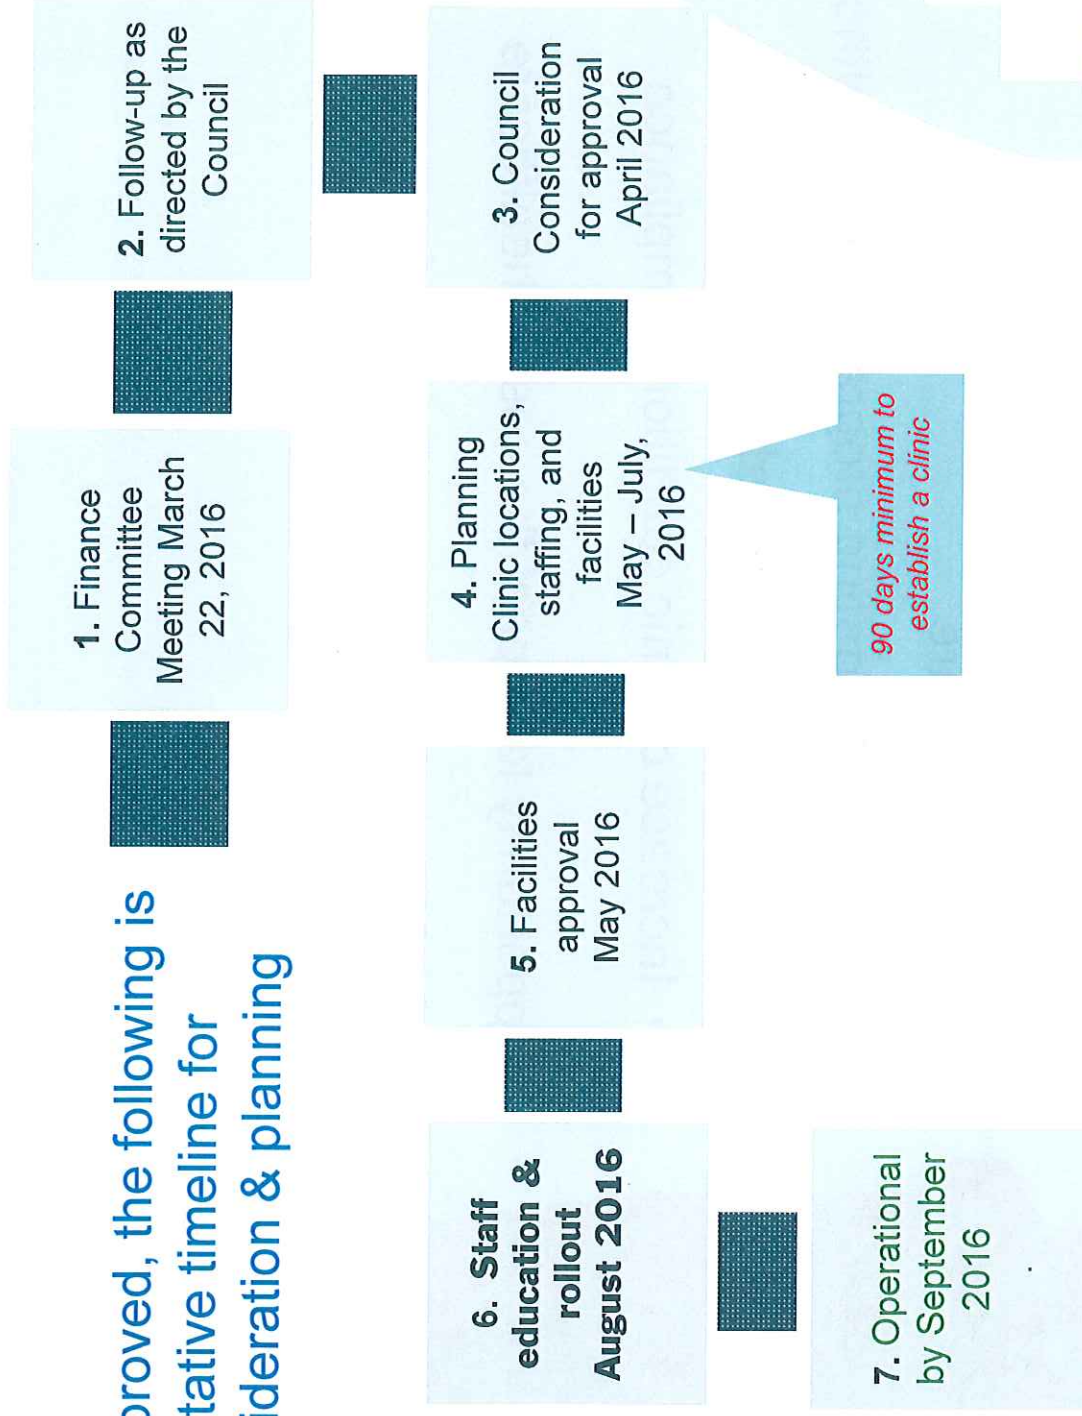 proved, the following is
tative timeline for
ideration & planning
1. Finance
Committee
Meeting March
22, 2016
2. Follow-up as
directed by the
Council
3. Council
Consideration
for approval
April 2016
4. Planning
Clinic locations,
staffing, and
facilities
May – July,
2016
90 days minimum to
establish a clinic
5. Facilities
approval
May 2016
6. Staff
education &
rollout
August 2016
7. Operational
by September
2016